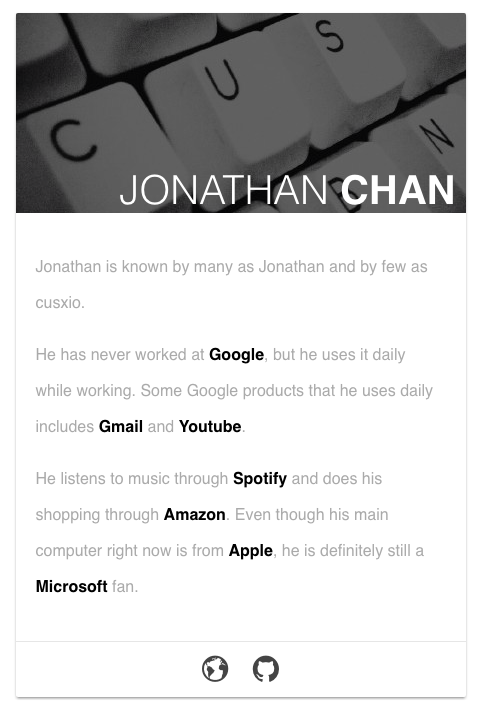 C U S
N
JONATHAN CHAN
Jonathan is known by many as Jonathan and by few as
cusxio.
He has never worked at Google, but he uses it daily
while working. Some Google products that he uses daily
includes Gmail and Youtube.
He listens to music through Spotify and does his
shopping through Amazon. Even though his main
computer right now is from Apple, he is definitely still a
Microsoft fan.